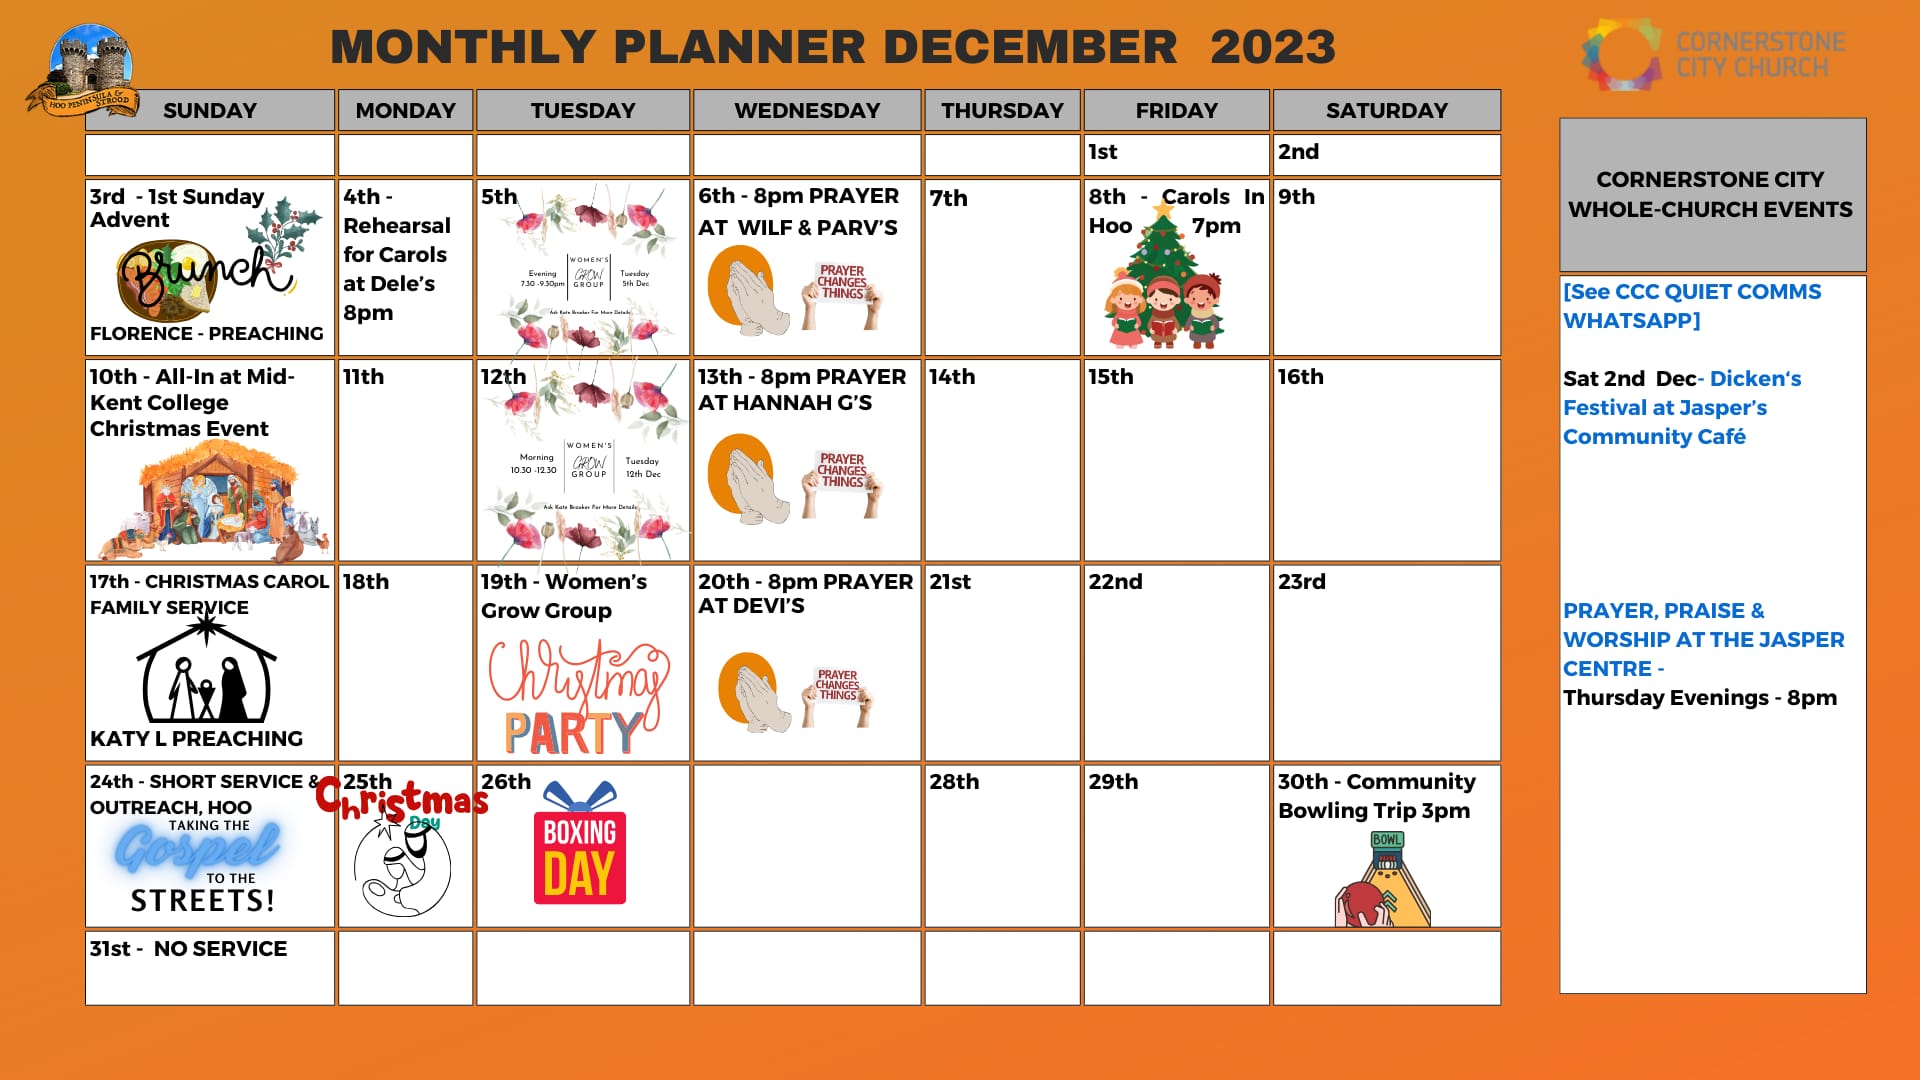 MONTHLY PLANNER DECEMBER 2023
HOO PENINSULA &
STROOD
CORNERSTONE
CITY CHURCH
SUNDAY
MONDAY
TUESDAY
WEDNESDAY
THURSDAY
FRIDAY
SATURDAY
1st
2nd
3rd - 1st Sunday
Advent
Brunch
FLORENCE - PREACHING
4th -
Rehearsal
for Carols
at Dele's
8pm
5th
Evening
7.30 -9.30pm
WOMEN'S
GROW
GROUP
Tuesday
5th Dec
Ask Kate Brooker For More Details
6th - 8pm PRAYER
AT WILF & PARV'S
PRAYER
CHANGES
THINGS
7th
8th - Carols In
Hoo 7pm
9th
10th - All-In at Mid-
Kent College
Christmas Event
11th
12th
Morning
10.30 -12.30
WOMEN'S
GROW
GROUP
Tuesday
12th Dec
Ask Kate Brooker For More Details
13th - 8pm PRAYER
AT HANNAH G'S
PRAYER
CHANGES
THINGS
14th
15th
16th
17th - CHRISTMAS CAROL
FAMILY SERVICE
KATY L PREACHING
18th
19th - Women's
Grow Group
Christmas
PARTY
20th - 8pm PRAYER
AT DEVI'S
PRAYER
CHANGES
THINGS
21st
22nd
23rd
24th - SHORT SERVICE &
OUTREACH, HOO
TAKING THE
Gospel
TO THE
STREETS!
25th
Christmas
Day
26th
BOXING
DAY
28th
29th
30th - Community
Bowling Trip 3pm
BOWL
31st - NO SERVICE
CORNERSTONE CITY
WHOLE-CHURCH EVENTS
[See CCC QUIET COMMS
WHATSAPP]
Sat 2nd Dec- Dicken‘s
Festival at Jasper’s
Community Café
PRAYER, PRAISE &
WORSHIP AT THE JASPER
CENTRE -
Thursday Evenings - 8pm